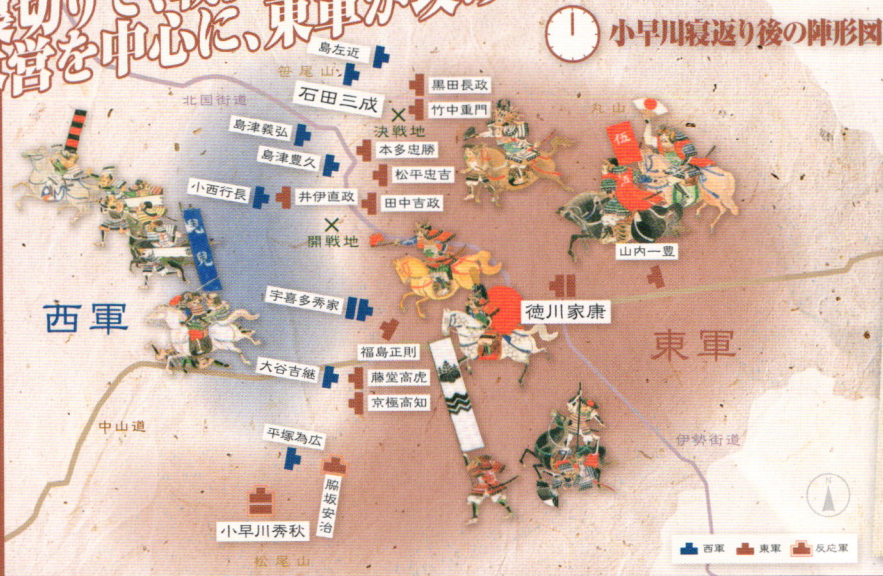 営を中心に、東軍が攻め
小早川寝返り後の陣形図
島左近
笹尾山
石田三成
北国街道
黒田長政
竹中重門
決戦地
丸山
伍
島津義弘
島津豊久
本多忠勝
松平忠吉
小西行長
井伊直政
田中吉政
開戦地
兒
兒
山内一豊
宇喜多秀家
徳川家康
西軍
東軍
福島正則
大谷吉継
藤堂高虎
京極高知
中山道
平塚為広
脇坂安治
伊勢街道
小早川秀秋
松尾山
N
西軍
東軍
反応軍